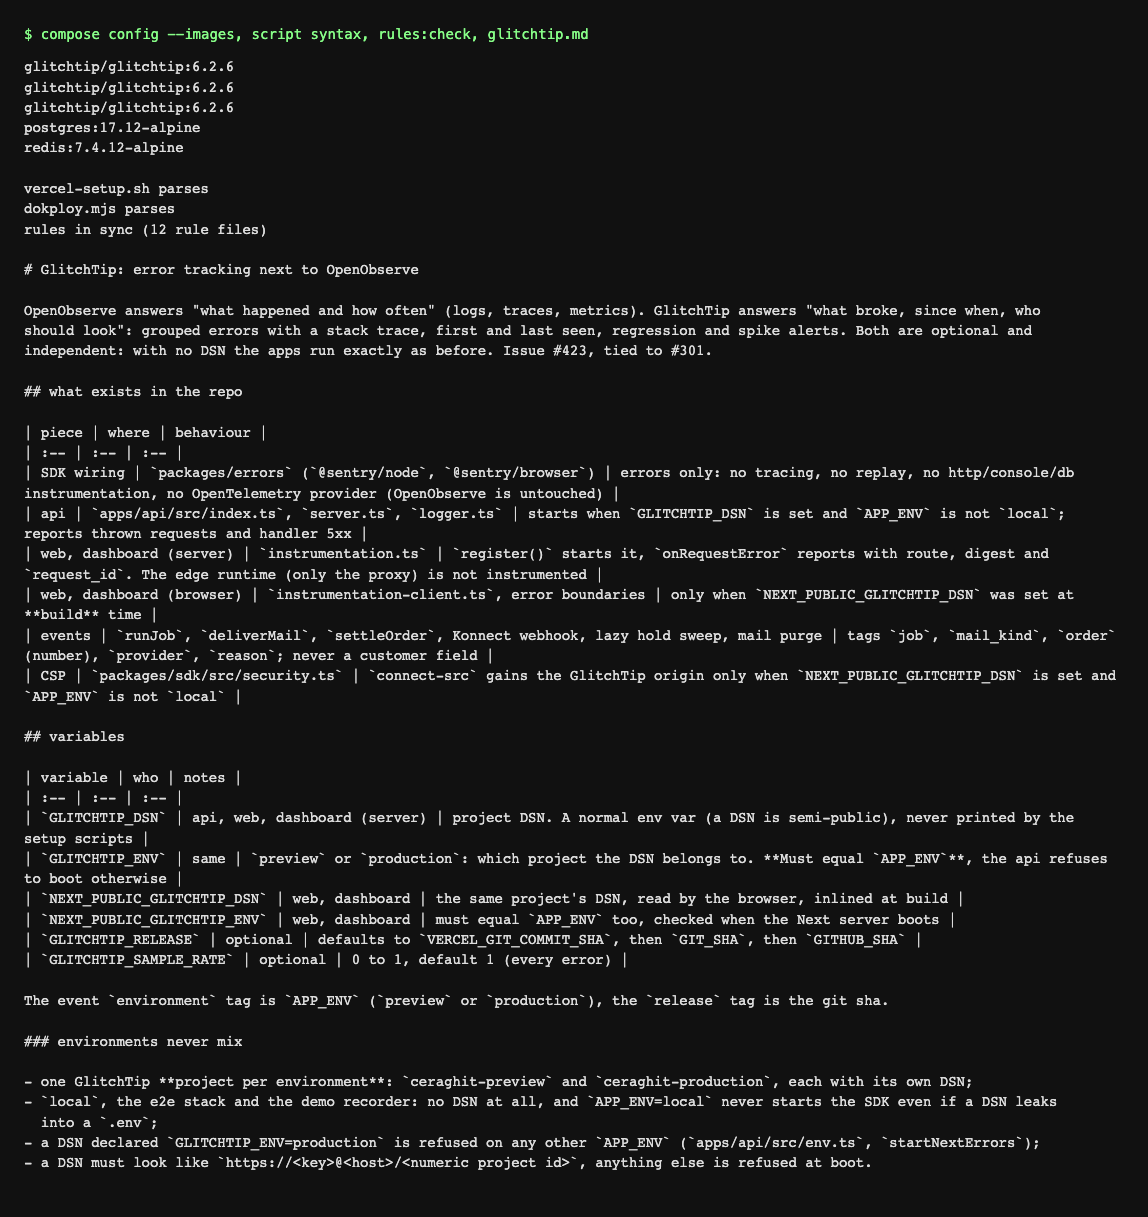 $ compose config --images, script syntax, rules:check, glitchtip.md
glitchtip/glitchtip:6.2.6
glitchtip/glitchtip:6.2.6
glitchtip/glitchtip:6.2.6
postgres:17.12-alpine
redis:7.4.12-alpine
vercel-setup.sh parses
dokploy.mjs parses
rules in sync (12 rule files)
# GlitchTip: error tracking next to OpenObserve
OpenObserve answers "what happened and how often" (logs, traces, metrics). GlitchTip answers "what broke, since when, who
should look": grouped errors with a stack trace, first and last seen, regression and spike alerts. Both are optional and
independent: with no DSN the apps run exactly as before. Issue #423, tied to #301.
## what exists in the repo
| piece | where | behaviour |
| :-- | :-- | :-- |
| SDK wiring | `packages/errors` (`@sentry/node`, `@sentry/browser`) | errors only: no tracing, no replay, no http/console/db
instrumentation, no OpenTelemetry provider (OpenObserve is untouched) |
| api | `apps/api/src/index.ts`, `server.ts`, `logger.ts` | starts when `GLITCHTIP_DSN` is set and `APP_ENV` is not `local`;
reports thrown requests and handler 5xx |
| web, dashboard (server) | `instrumentation.ts` | `register()` starts it, `onRequestError` reports with route, digest and
`request_id`. The edge runtime (only the proxy) is not instrumented |
| web, dashboard (browser) | `instrumentation-client.ts`, error boundaries | only when `NEXT_PUBLIC_GLITCHTIP_DSN` was set at
**build** time |
| events | `runJob`, `deliverMail`, `settleOrder`, Konnect webhook, lazy hold sweep, mail purge | tags `job`, `mail_kind`, `order`
(number), `provider`, `reason`; never a customer field |
| CSP | `packages/sdk/src/security.ts` | `connect-src` gains the GlitchTip origin only when `NEXT_PUBLIC_GLITCHTIP_DSN` is set and
`APP_ENV` is not `local` |
## variables
| variable | who | notes |
| :-- | :-- | :-- |
| `GLITCHTIP_DSN` | api, web, dashboard (server) | project DSN. A normal env var (a DSN is semi-public), never printed by the
setup scripts |
| `GLITCHTIP_ENV` | same | `preview` or `production`: which project the DSN belongs to. **Must equal `APP_ENV`**, the api refuses
to boot otherwise |
| `NEXT_PUBLIC_GLITCHTIP_DSN` | web, dashboard | the same project's DSN, read by the browser, inlined at build |
| `NEXT_PUBLIC_GLITCHTIP_ENV` | web, dashboard | must equal `APP_ENV` too, checked when the Next server boots |
| `GLITCHTIP_RELEASE` | optional | defaults to `VERCEL_GIT_COMMIT_SHA`, then `GIT_SHA`, then `GITHUB_SHA` |
| `GLITCHTIP_SAMPLE_RATE` | optional | 0 to 1, default 1 (every error) |
The event `environment` tag is `APP_ENV` (`preview` or `production`), the `release` tag is the git sha.
### environments never mix
- one GlitchTip **project per environment**: `ceraghit-preview` and `ceraghit-production`, each with its own DSN;
- `local`, the e2e stack and the demo recorder: no DSN at all, and `APP_ENV=local` never starts the SDK even if a DSN leaks
into a `.env`;
- a DSN declared `GLITCHTIP_ENV=production` is refused on any other `APP_ENV` (`apps/api/src/env.ts`, `startNextErrors`);
- a DSN must look like `https://<key>@<host>/<numeric project id>`, anything else is refused at boot.